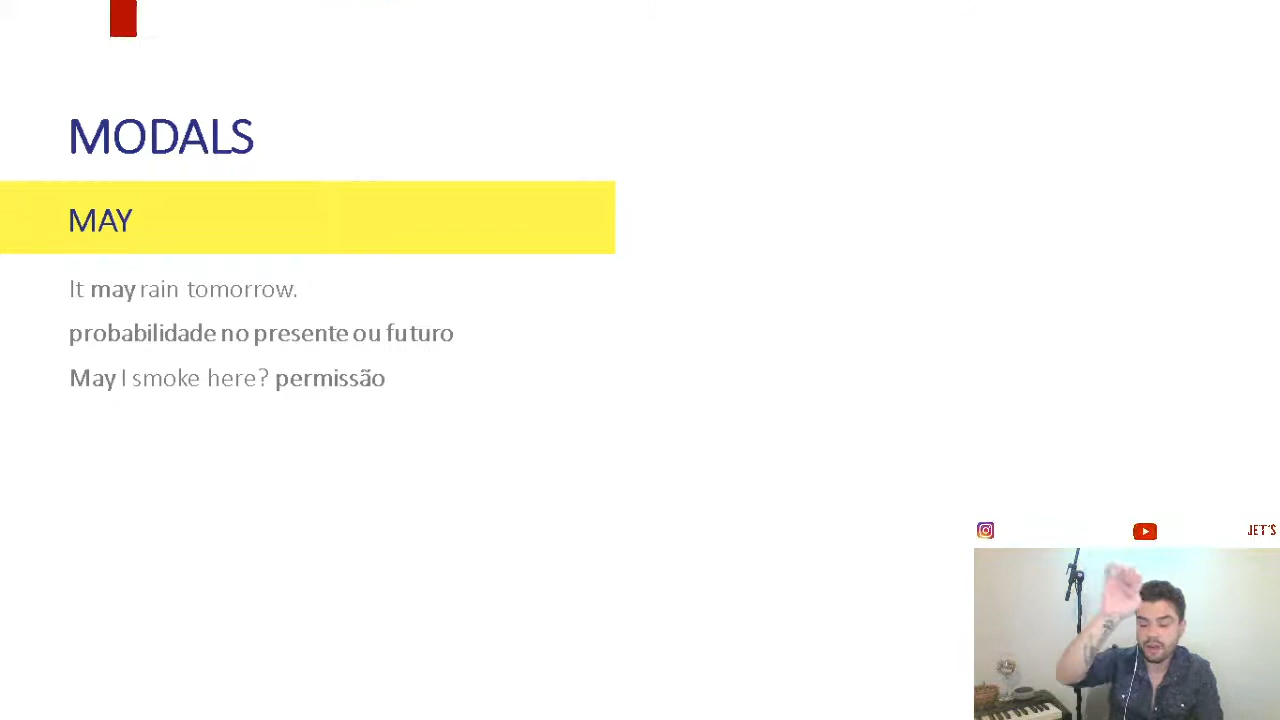 MODALS
MAY
It may rain tomorrow.
probabilidade no presente ou futuro
May I smoke here? permissão
JET'S